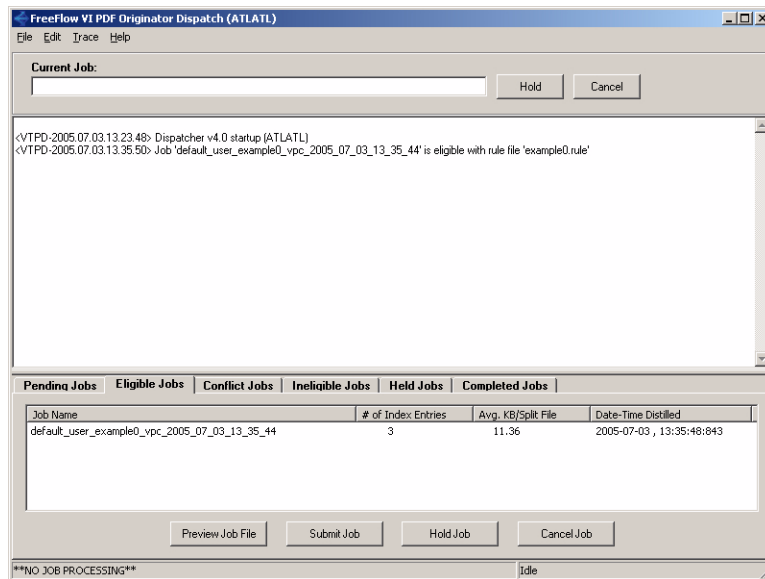 FreeFlow VI PDF Originator Dispatch (ATLATL)
File Edit Trace Help
Current Job:
Hold Cancel
<VTPD-2005.07.03.13.23.48> Dispatcher v4.0 startup (ATLATL)
<VTPD-2005.07.03.13.35.50> Job 'default_user_example0_vpc_2005_07_03_13_35_44' is eligible with rule file 'example0.rule'
Pending Jobs Eligible Jobs Conflict Jobs Ineligible Jobs Held Jobs Completed Jobs
Job Name # of Index Entries Avg. KB/Split File Date-Time Distilled
default_user_example0_vpc_2005_07_03_13_35_44 3 11.36 2005-07-03 , 13:35:48:843
Preview Job File Submit Job Hold Job Cancel Job
**NO JOB PROCESSING** Idle